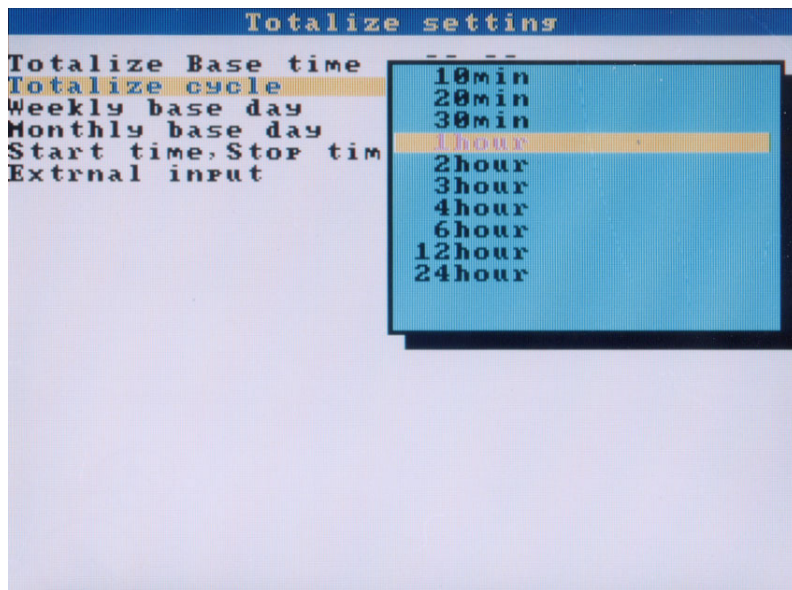 Totalize setting
Totalize Base time -- --
Totalize cycle
Weekly base day
Monthly base day
Start time,Stop tim
Extrnal input
10min
20min
30min
1hour
2hour
3hour
4hour
6hour
12hour
24hour